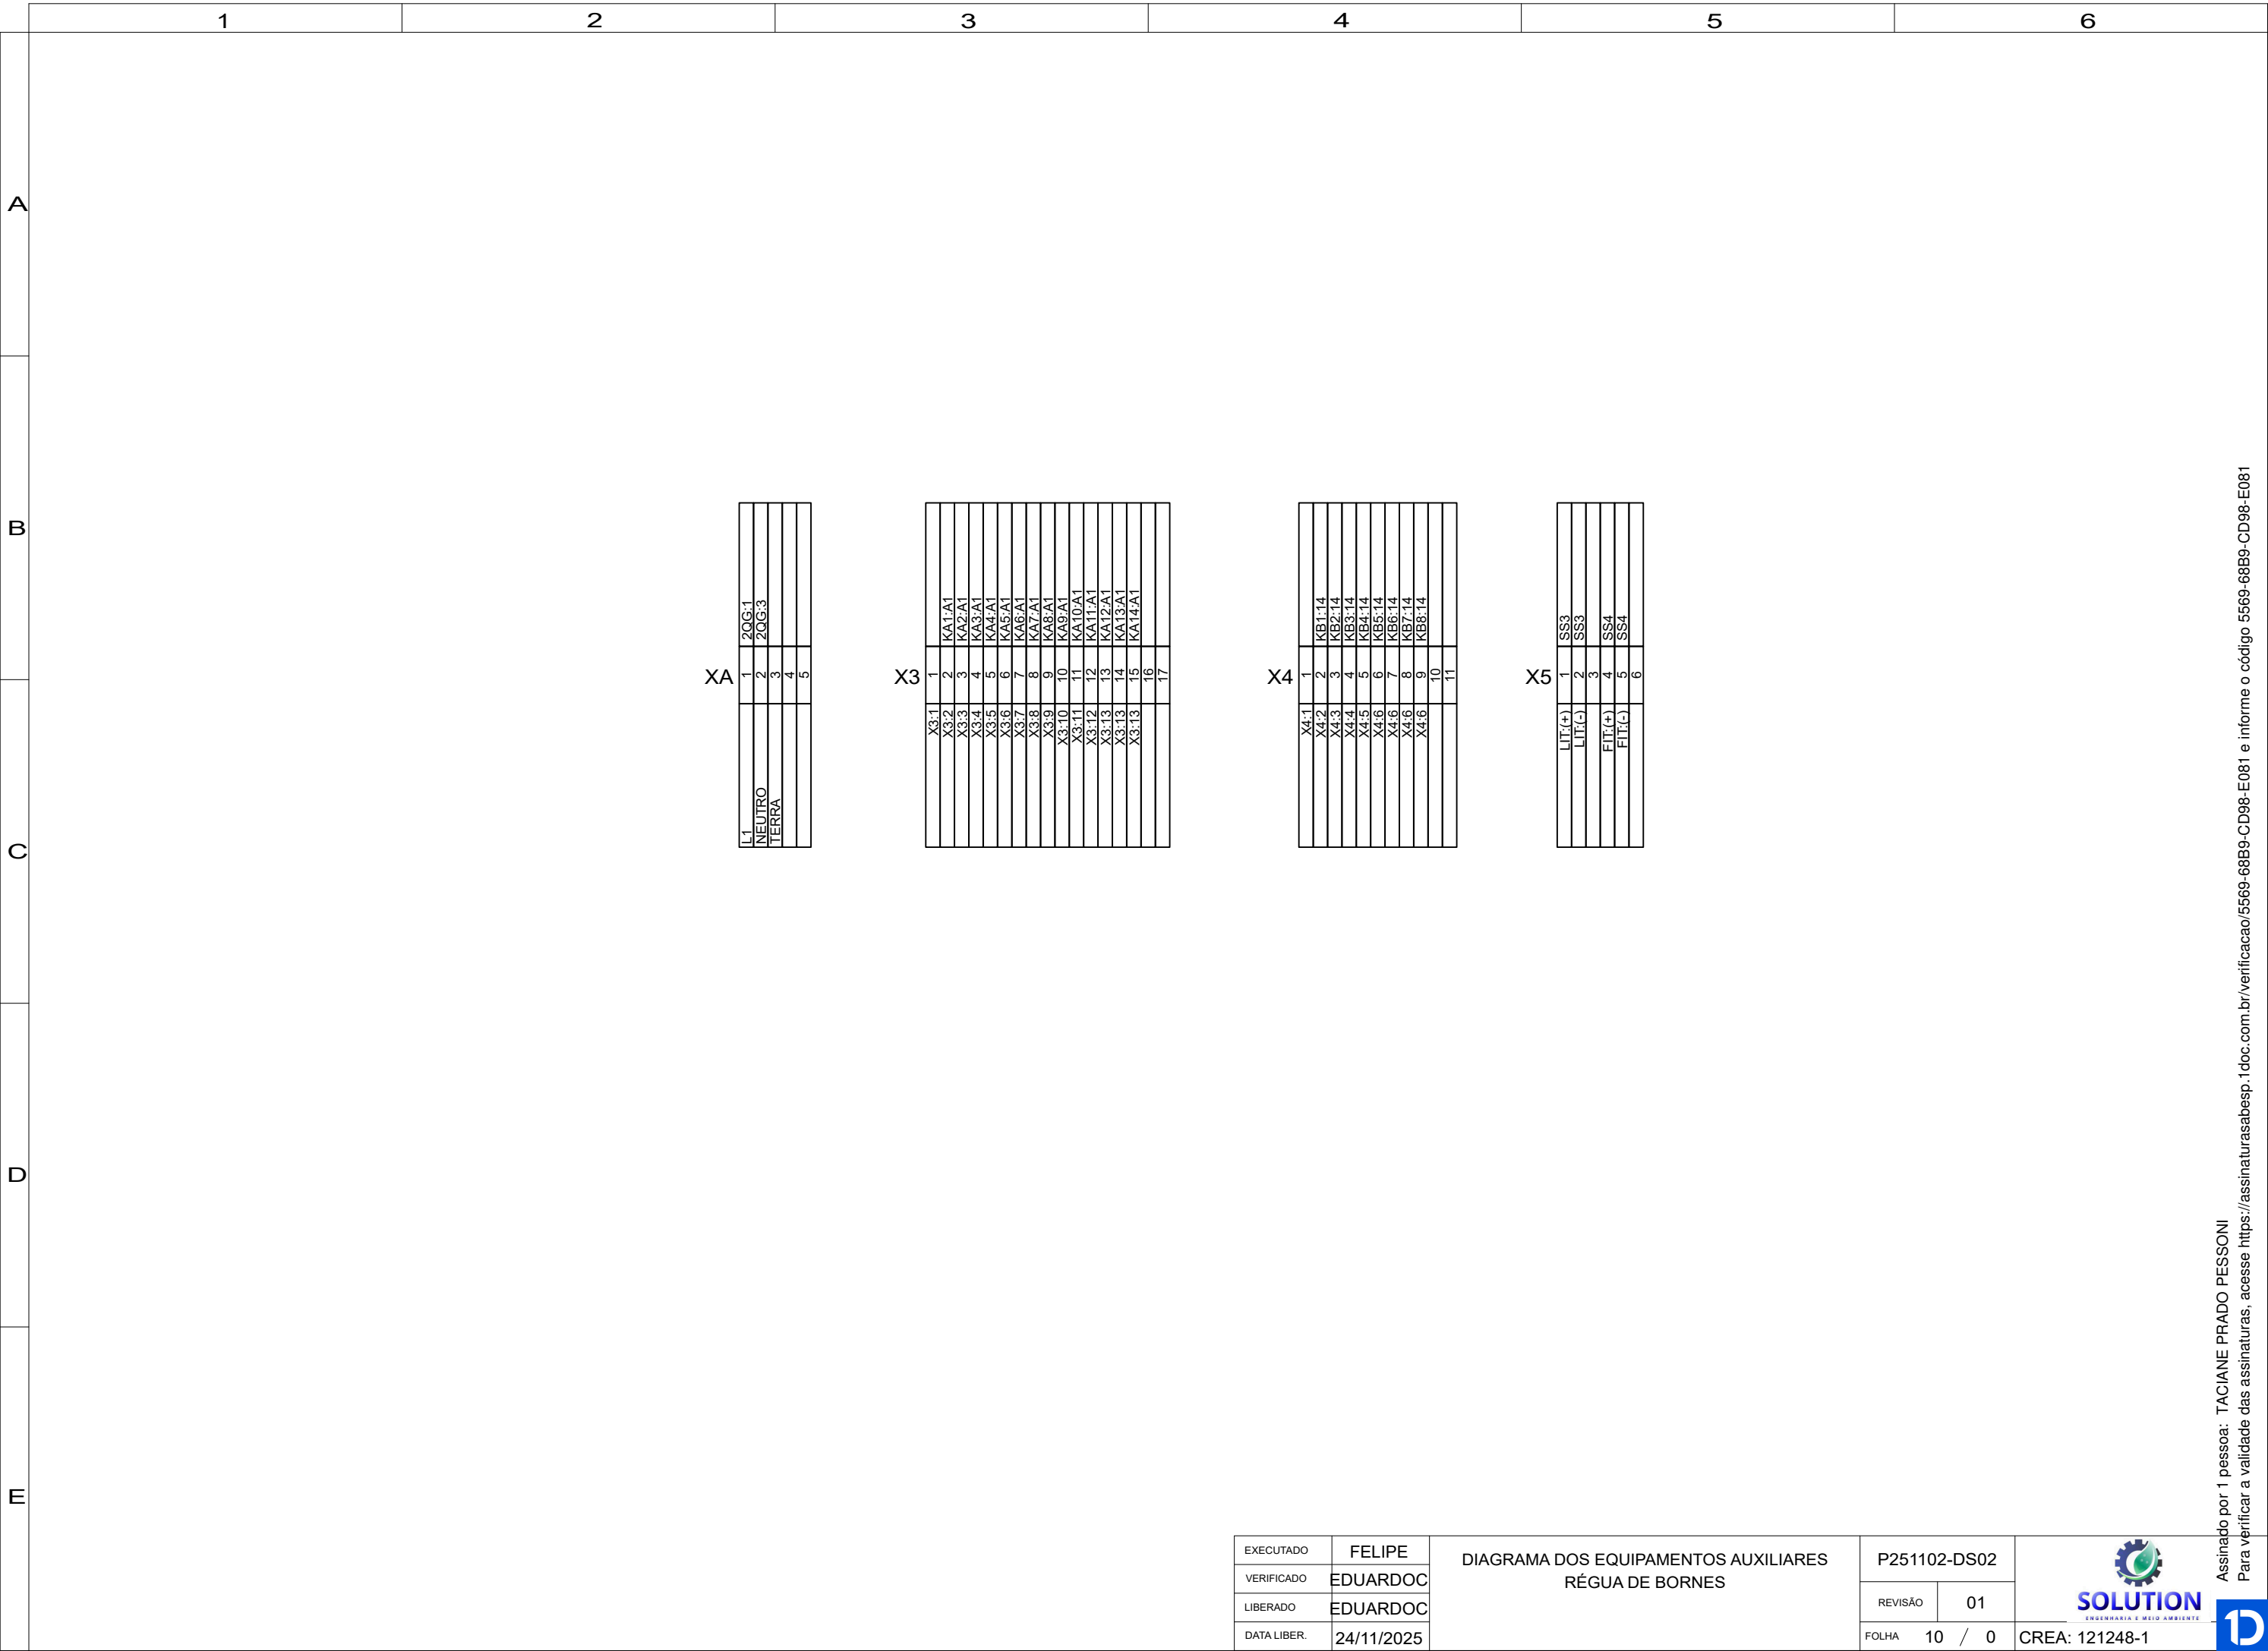 1 2 3 4 5 6
A
B
C
D
E
XA
2QG:1
2QG:3
1
2
3
4
5
L1
NEUTRO
TERRA
X3
KA1:A1
KA2:A1
KA3:A1
KA4:A1
KA5:A1
KA6:A1
KA7:A1
KA8:A1
KA9:A1
KA10:A1
KA11:A1
KA12:A1
KA13:A1
KA14:A1
1
2
3
4
5
6
7
8
9
10
11
12
13
14
15
16
17
X3:1
X3:2
X3:3
X3:4
X3:5
X3:6
X3:7
X3:8
X3:9
X3:10
X3:11
X3:12
X3:13
X3:13
X3:13
X4
KB1:14
KB2:14
KB3:14
KB4:14
KB5:14
KB6:14
KB7:14
KB8:14
1
2
3
4
5
6
7
8
9
10
11
X4:1
X4:2
X4:3
X4:4
X4:5
X4:6
X4:6
X4:6
X4:6
X5
SS3
SS3
SS4
SS4
1
2
3
4
5
6
LIT:(+)
LIT:(-)
FIT:(+)
FIT:(-)
EXECUTADO FELIPE
VERIFICADO EDUARDOC
LIBERADO EDUARDOC
DATA LIBER. 24/11/2025
DIAGRAMA DOS EQUIPAMENTOS AUXILIARES
RÉGUA DE BORNES
P251102-DS02
REVISÃO 01
FOLHA 10 / 0
SOLUTION
ENGENHARIA E MEIO AMBIENTE
CREA: 121248-1
Assinado por 1 pessoa: TACIANE PRADO PESSONI
Para verificar a validade das assinaturas, acesse https://assinaturasabesp.1doc.com.br/verificacao/5569-68B9-CD98-E081 e informe o código 5569-68B9-CD98-E081
1D